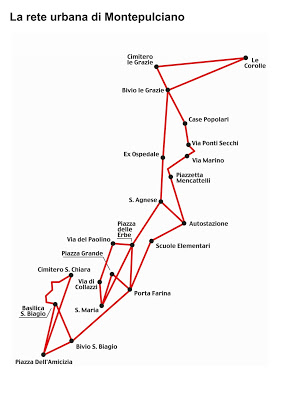 La rete urbana di Montepulciano
Cimitero
le Grazie
Le
Corolle
Bivio le Grazie
Case Popolari
Via Ponti Secchi
Ex Ospedale
Via Marino
Piazzetta
Mencattelli
S. Agnese
Autostazione
Piazza
delle
Erbe
Via del Paolino
Scuole Elementari
Piazza Grande
Cimitero S. Chiara
Via di
Collazzi
Porta Farina
Basilica
S. Biagio
S. Maria
Bivio S. Biagio
Piazza Dell'Amicizia